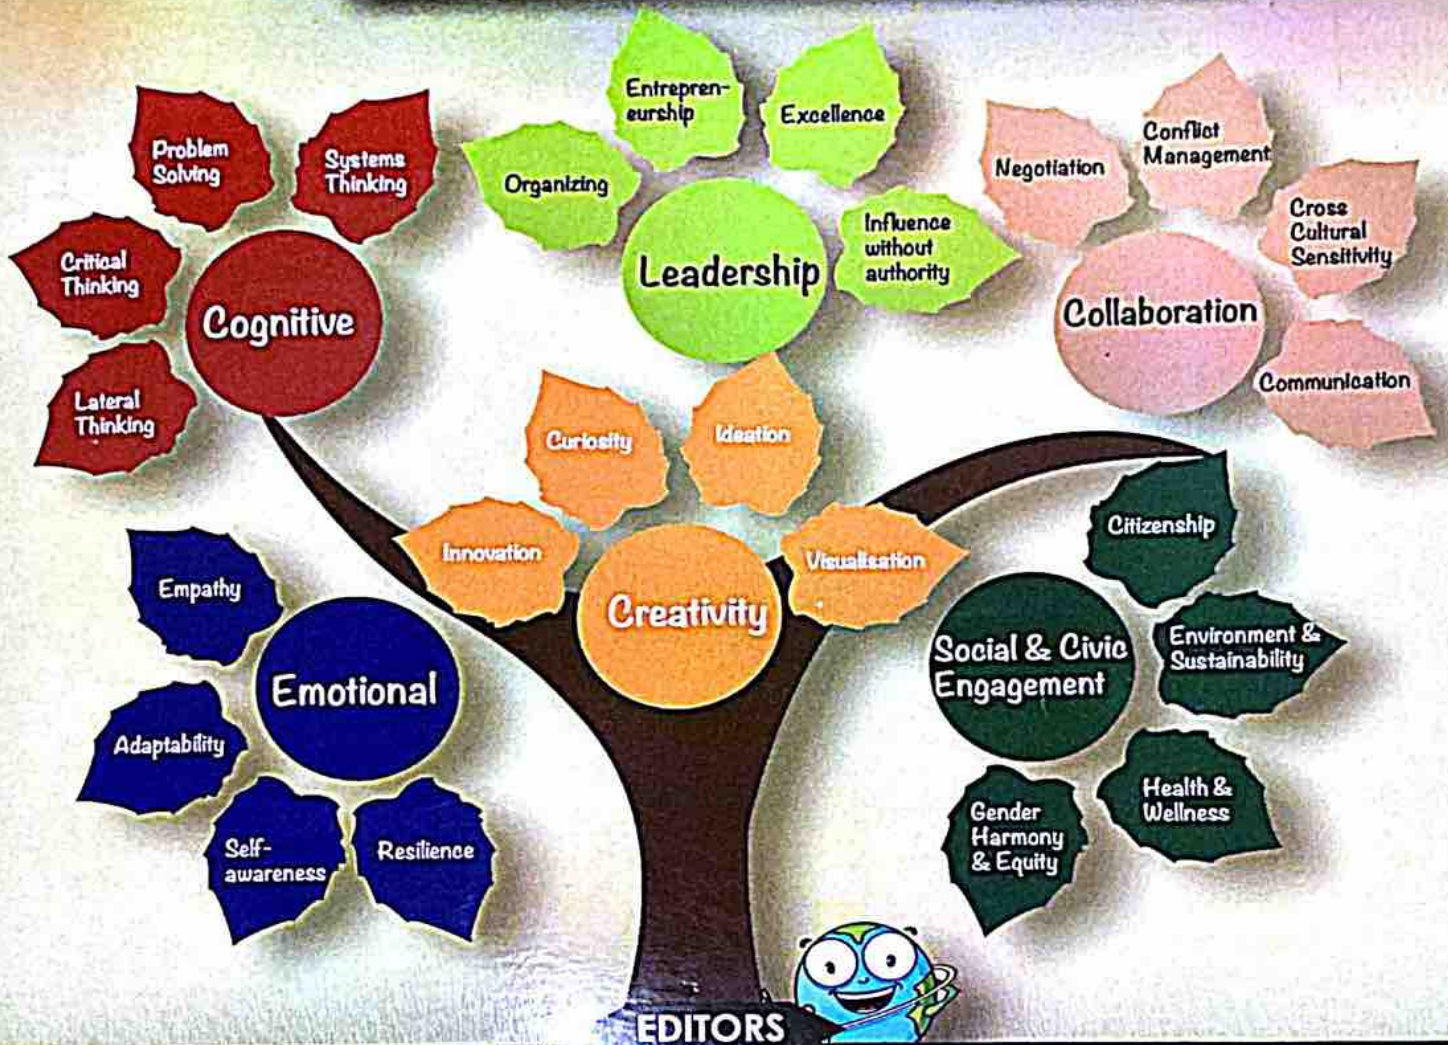 Problem
Solving
Systems
Thinking
Critical
Thinking
Lateral
Thinking
Cognitive
Entrepren-
eurship
Excellence
Organizing
Influence
without
authority
Leadership
Negotiation
Conflict
Management
Cross
Cultural
Sensitivity
Communication
Collaboration
Curiosity
Ideation
Innovation
Visualisation
Creativity
Empathy
Adaptability
Self-
awareness
Resilience
Emotional
Citizenship
Environment &
Sustainability
Health &
Wellness
Gender
Harmony
& Equity
Social & Civic
Engagement
EDITORS